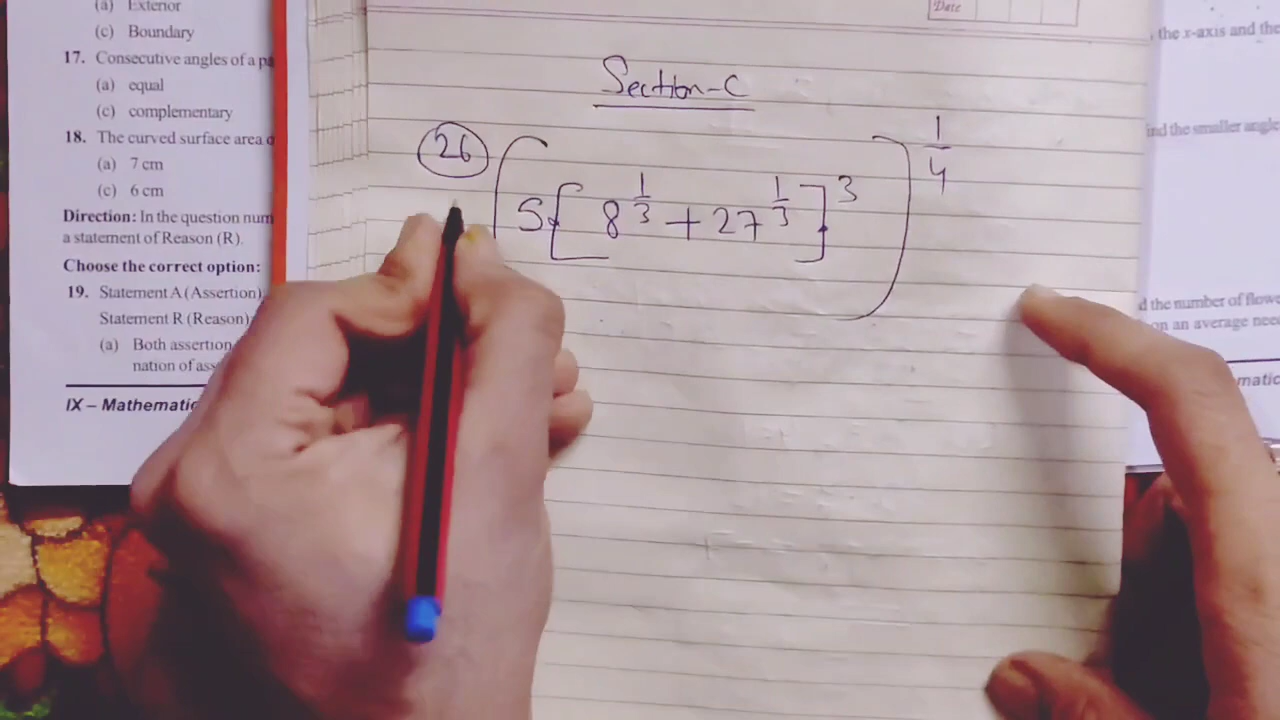 (a) Exterior
(c) Boundary
17. Consecutive angles of a
(a) equal
(c) complementary
18. The curved surface area
(a) 7 cm
(c) 6 cm
Direction: In the question num
a statement of Reason (R).
Choose the correct option:
19. Statement A (Assertion)
Statement R (Reason)
(a) Both assertion
nation of ass
IX – Mathematic
Date
Section-C
26 (5[8^(1/3) + 27^(1/3)]^3)^(1/4)
, the x-axis and the
ind the smaller angle
d the number of flowe
on an average nee
matic